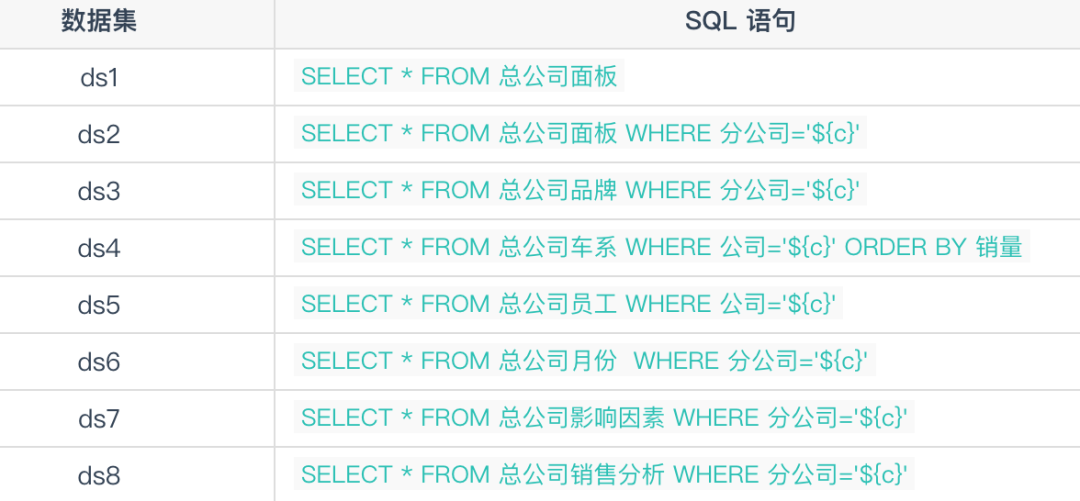 数据集 SQL 语句
ds1 SELECT * FROM 总公司面板
ds2 SELECT * FROM 总公司面板 WHERE 分公司='${c}'
ds3 SELECT * FROM 总公司品牌 WHERE 分公司='${c}'
ds4 SELECT * FROM 总公司车系 WHERE 公司='${c}' ORDER BY 销量
ds5 SELECT * FROM 总公司员工 WHERE 公司='${c}'
ds6 SELECT * FROM 总公司月份  WHERE 分公司='${c}'
ds7 SELECT * FROM 总公司影响因素 WHERE 分公司='${c}'
ds8 SELECT * FROM 总公司销售分析 WHERE 分公司='${c}'